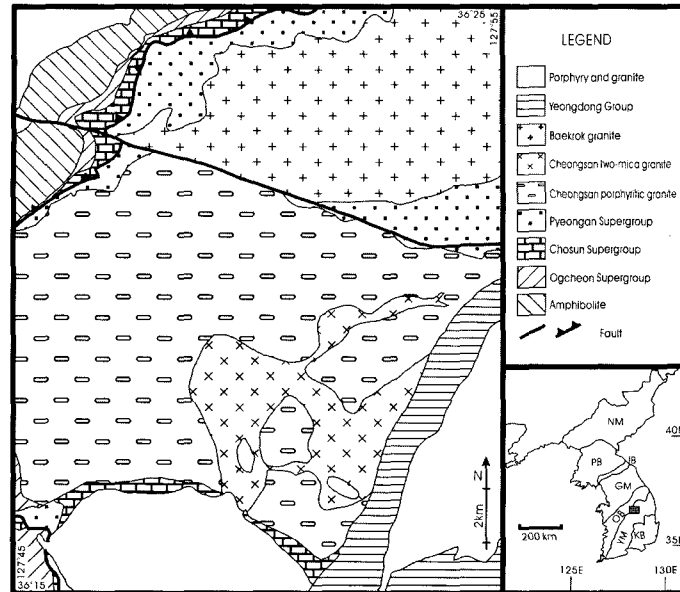 36°25'
127°55'
N
2km
127°45'
36°15'
LEGEND
Porphyry and granite
Yeongdong Group
Baekrok granite
Cheongsan two-mica granite
Cheongsan porphyritic granite
Pyeongan Supergroup
Chosun Supergroup
Ogcheon Supergroup
Amphibolite
Fault
NM
40N
PB
IB
GM
OB
YM
KB
200 km
35N
125E
130E